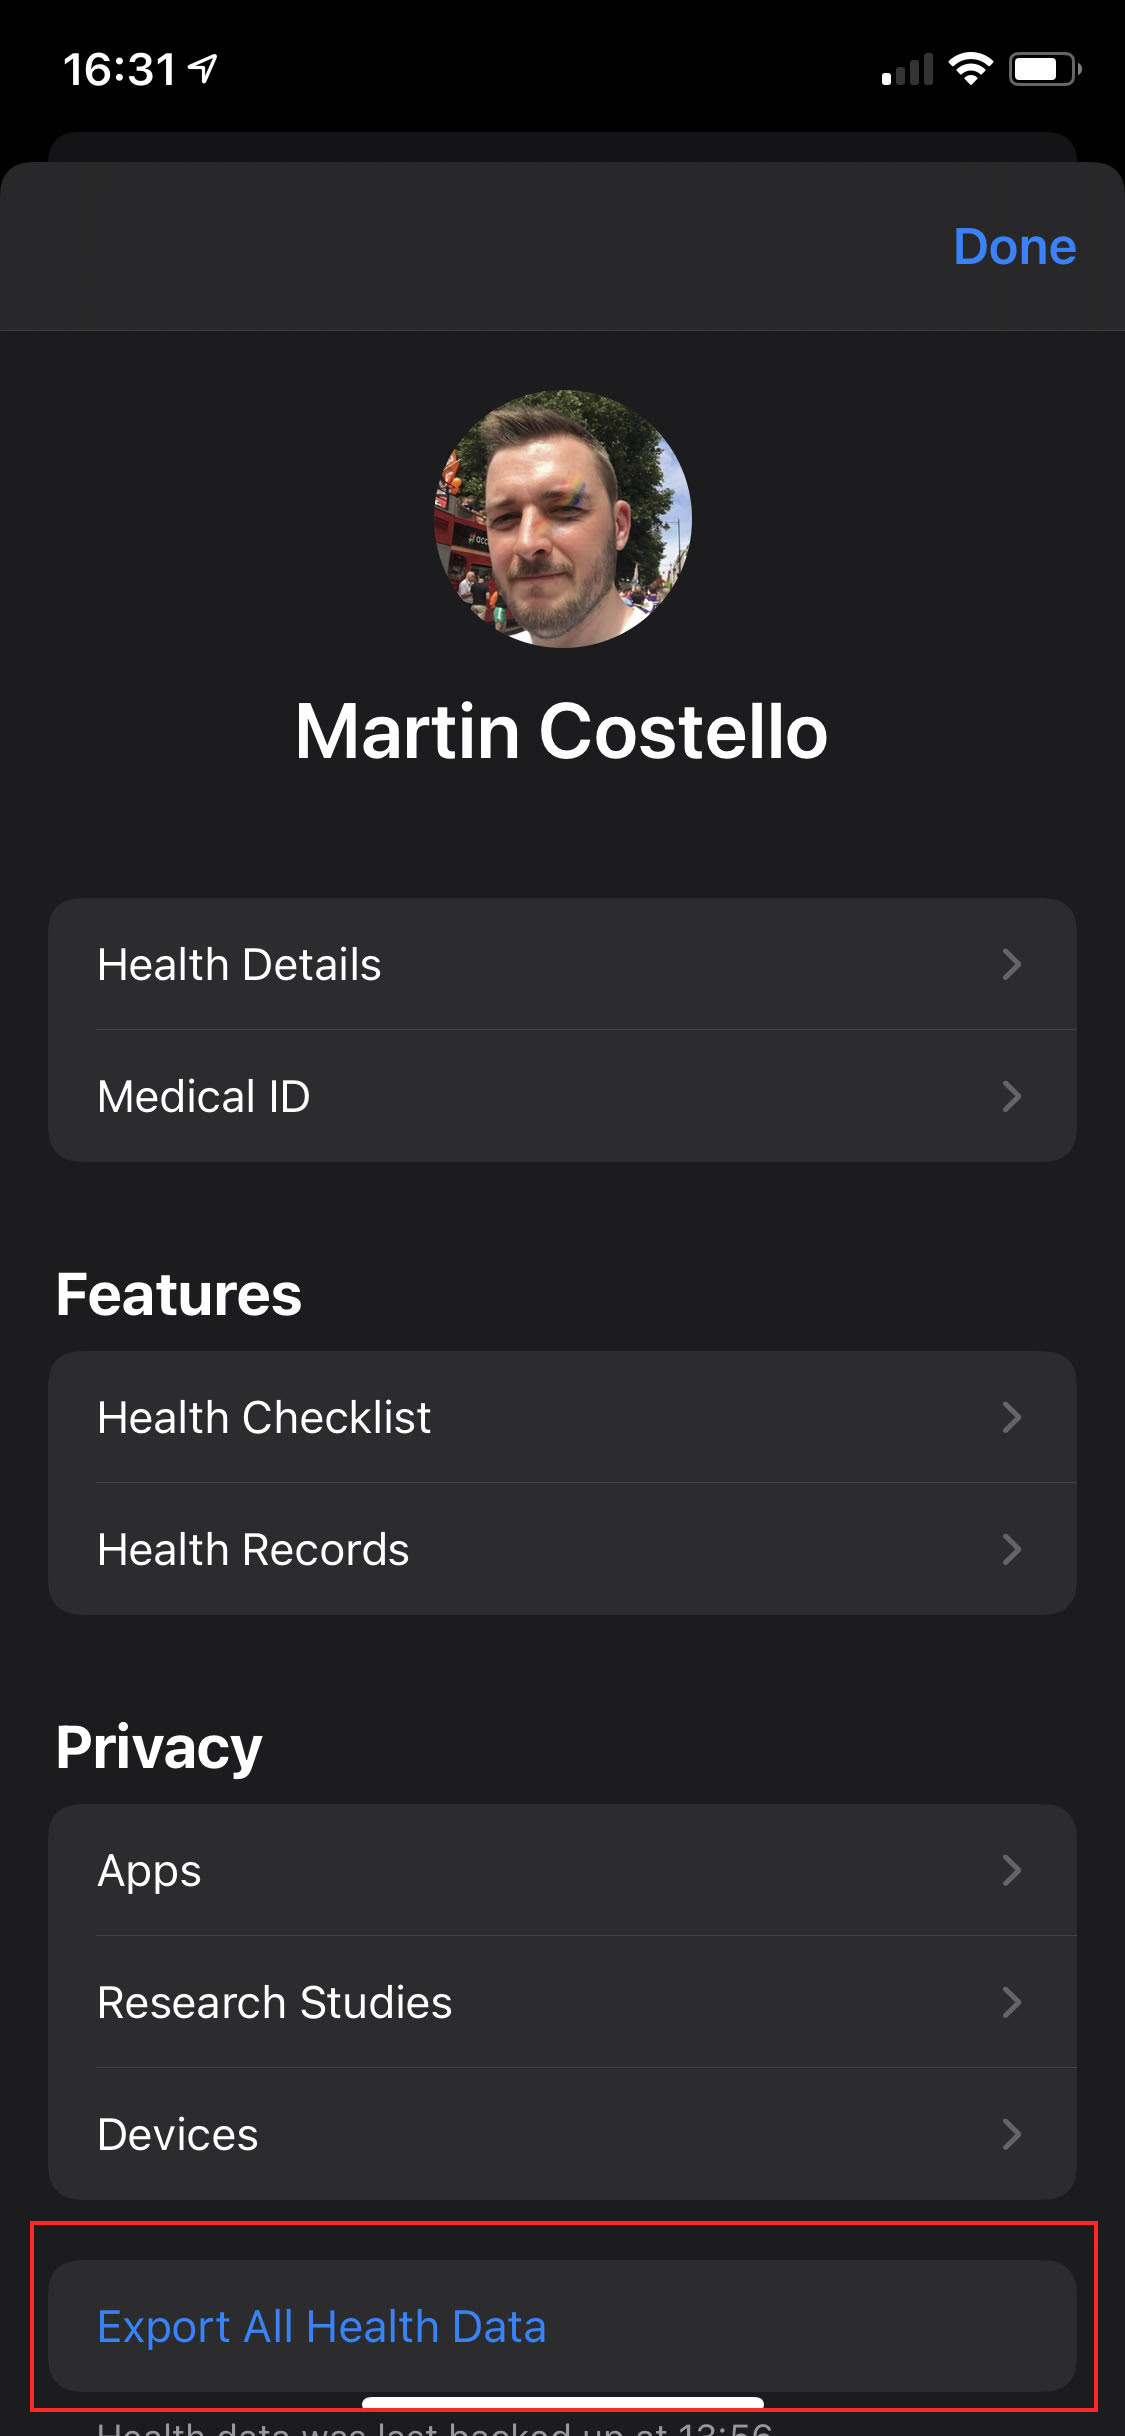 16:31
Done
Martin Costello
Health Details
Medical ID
Features
Health Checklist
Health Records
Privacy
Apps
Research Studies
Devices
Export All Health Data
Health data was last backed up at 13:56